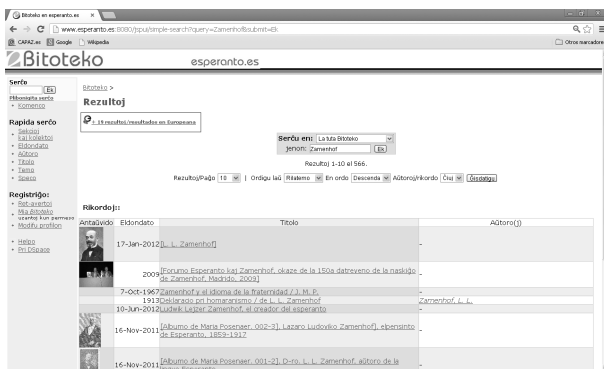 Bitoteko en esperanto.es
www.esperanto.es:8080/jspui/simple-search?query=Zamenhof&submit=Ek
CAPAZ.es Google Wikipedia Otros marcadore
Bitoteko esperanto.es
Serĉo
Ek
Plibonigita serĉo
Komenco
Rapida serĉo
Sekcioj
kaj kolektoj
Eldondato
Aŭtoro
Titolo
Temo
Speco
Registriĝo:
Ret-avertoj
Mia Bitoteko
uzantoj kun permeso
Modifu profilon
Helpo
Pri DSpace
Bitoteko >
Rezultoj
+ 19 rezultoj/resultados en Europeana
Serĉu en: La tuta Bitoteko
jenon: Zamenhof Ek
Rezultoj 1-10 el 566.
Rezultoj/Paĝo 10 | Ordigu laŭ Rilatemo En ordo Descenda Aŭtoroj/rikordo Ĉiuj Ĝisdatigu
Rikordoj::
Antaŭvido Eldondato Titolo Aŭtoro(j)
17-Jan-2012 [L. L. Zamenhof] -
2009 [Forumo Esperanto kaj Zamenhof, okaze de la 150a datreveno de la naskiĝo
de Zamenhof, Madrido, 2009] -
7-Oct-1967 Zamenhof y el idioma de la fraternidad / J. M. P. -
1913 Deklaracio pri homaranismo / de L. L. Zamenhof Zamenhof, L. L.
10-Jun-2012 Ludwik Lejzer Zamenhof, el creador del esperanto -
16-Nov-2011 [Albumo de Maria Posenaer, 002-3], Lazaro Ludoviko Zamenhof], elpensinto
de Esperanto, 1859-1917 -
16-Nov-2011 [Albumo de Maria Posenaer, 001-2], D-ro. L. L. Zamenhof, aŭtoro de la
lingvo Esperanto -